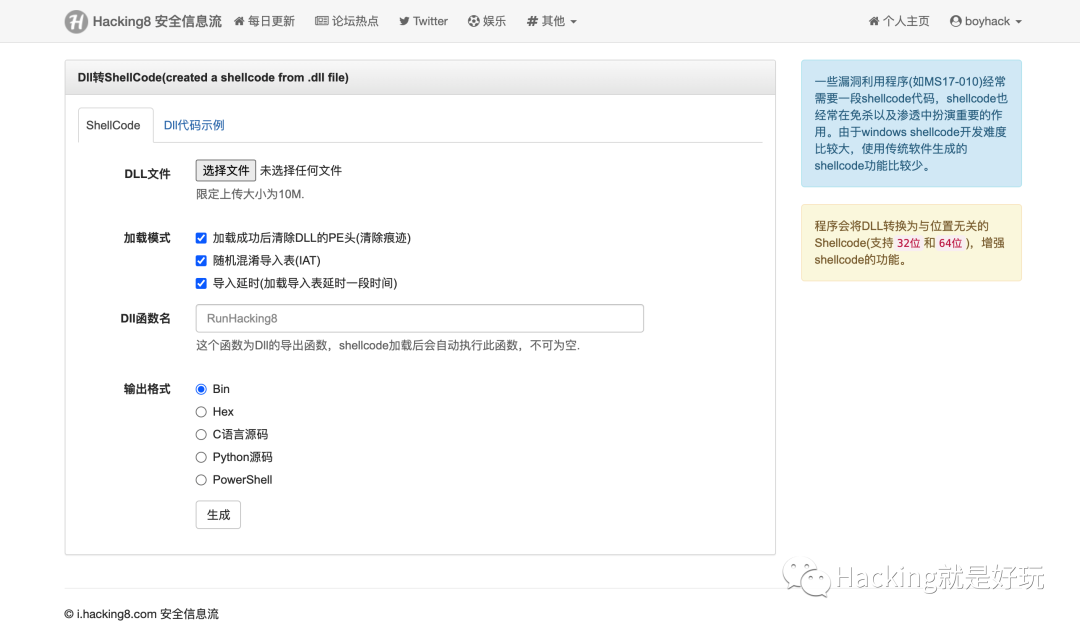 Hacking8 安全信息流 每日更新 论坛热点 Twitter 娱乐 其他 个人主页 boyhack
Dll转ShellCode(created a shellcode from .dll file)
ShellCode Dll代码示例
DLL文件 选择文件 未选择任何文件
限定上传大小为10M.
加载模式 加载成功后清除DLL的PE头(清除痕迹)
随机混淆导入表(IAT)
导入延时(加载导入表延时一段时间)
Dll函数名 RunHacking8
这个函数为Dll的导出函数，shellcode加载后会自动执行此函数，不可为空.
输出格式 Bin
Hex
C语言源码
Python源码
PowerShell
生成
一些漏洞利用程序(如MS17-010)经常
需要一段shellcode代码，shellcode也
经常在免杀以及渗透中扮演重要的作
用。由于windows shellcode开发难度
比较大，使用传统软件生成的
shellcode功能比较少。
程序会将DLL转换为与位置无关的
Shellcode(支持 32位 和 64位 )，增强
shellcode的功能。
Hacking就是好玩
© i.hacking8.com 安全信息流